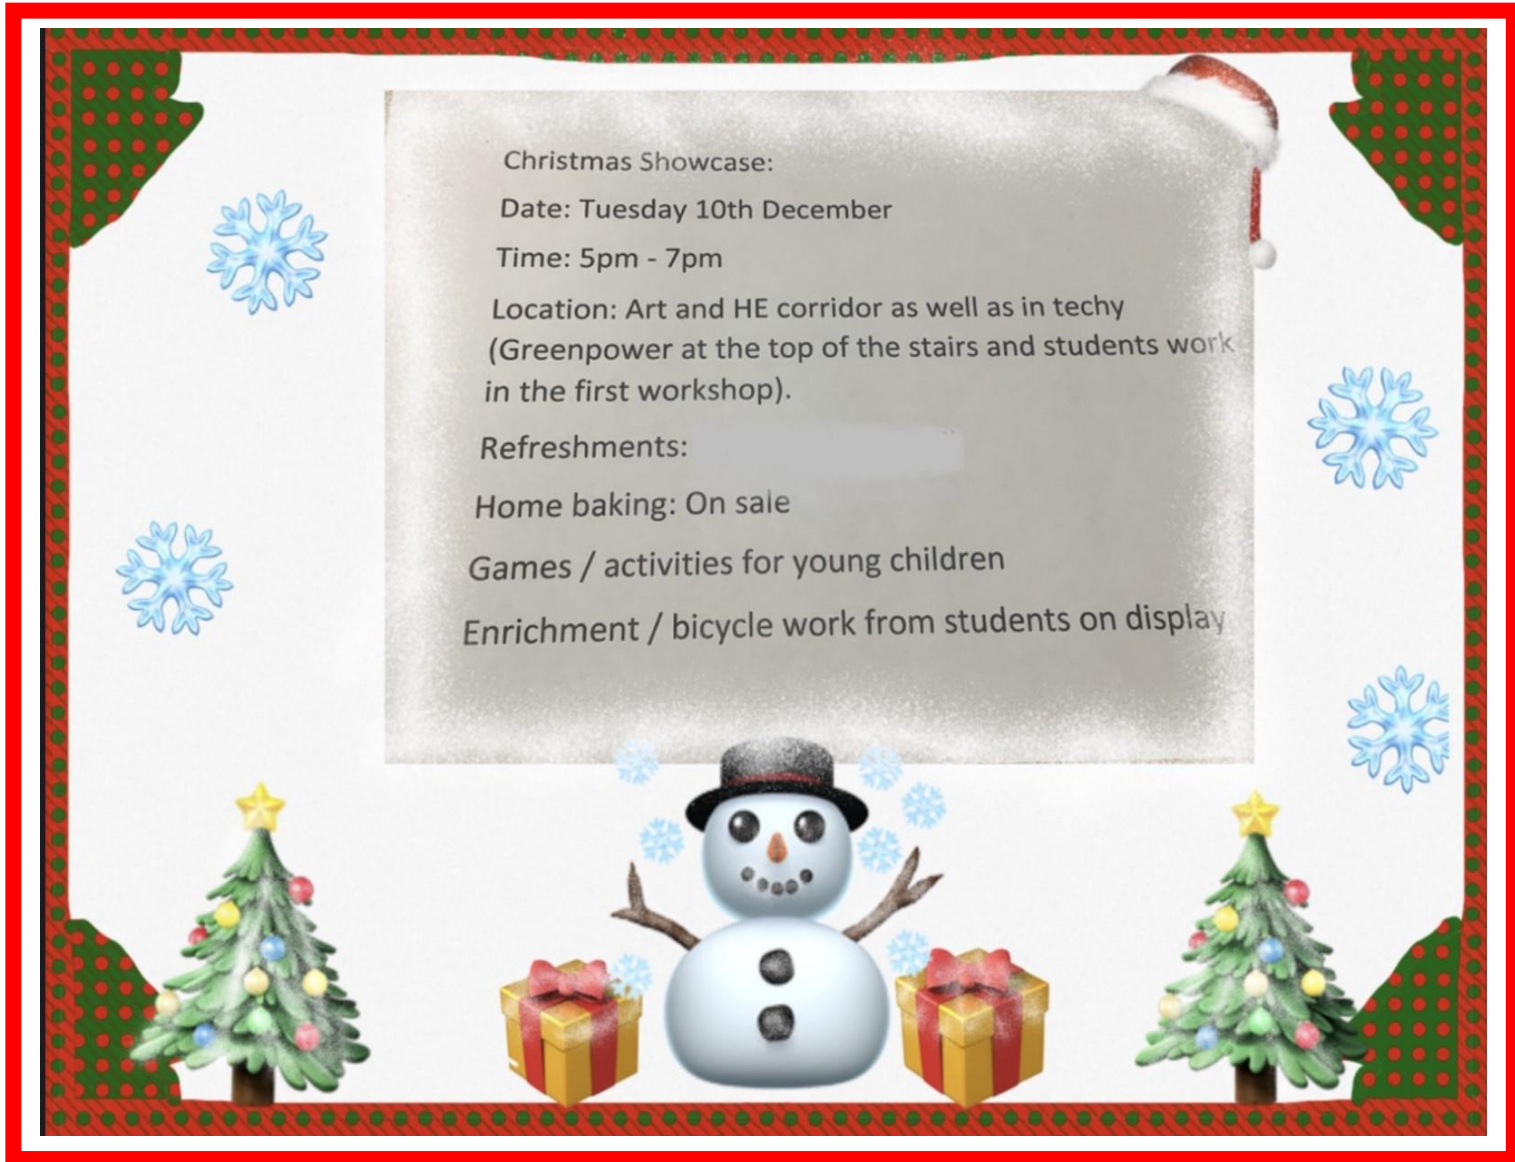 Christmas Showcase:
Date: Tuesday 10th December
Time: 5pm - 7pm
Location: Art and HE corridor as well as in techy
(Greenpower at the top of the stairs and students work
in the first workshop).
Refreshments:
Home baking: On sale
Games / activities for young children
Enrichment / bicycle work from students on display